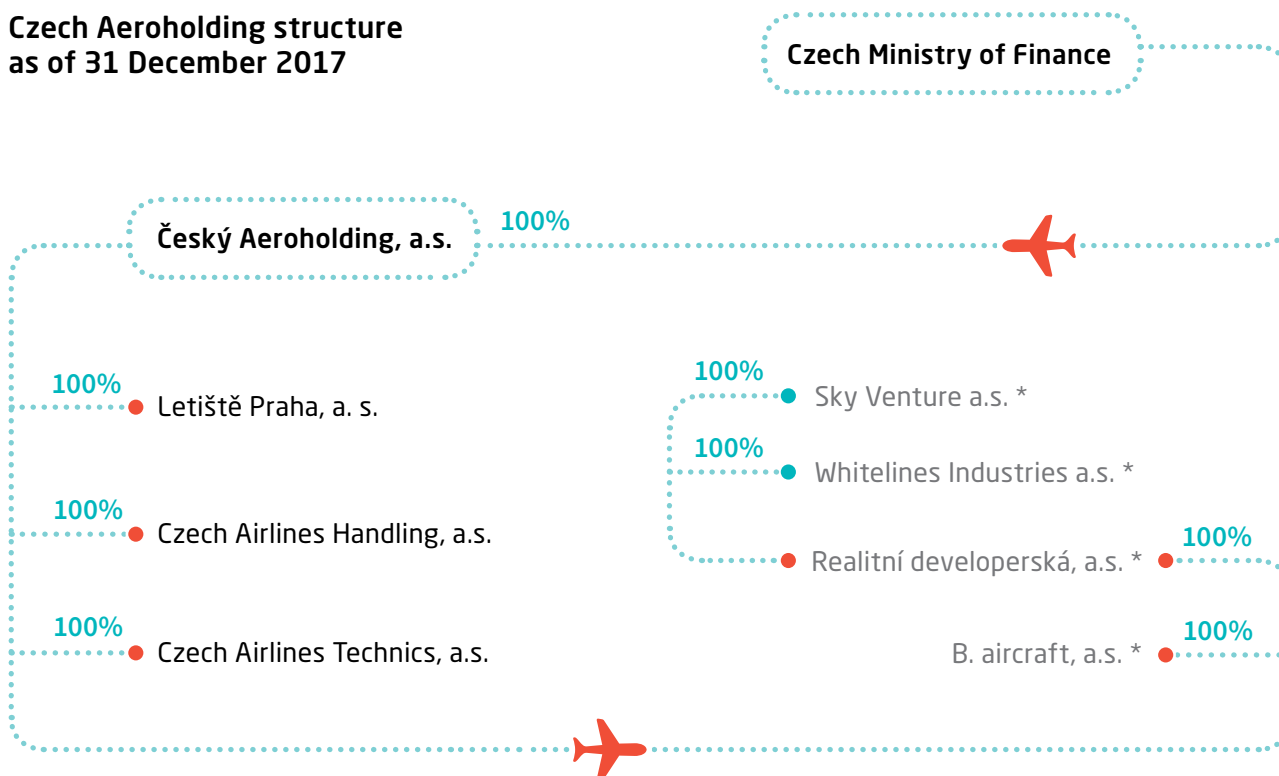 Czech Aeroholding structure
as of 31 December 2017
Czech Ministry of Finance
Český Aeroholding, a.s.
100%
100%
Letiště Praha, a. s.
100%
Czech Airlines Handling, a.s.
100%
Czech Airlines Technics, a.s.
100%
Sky Venture a.s. *
100%
Whitelines Industries a.s. *
Realitní developerská, a.s. *
100%
B. aircraft, a.s. *
100%